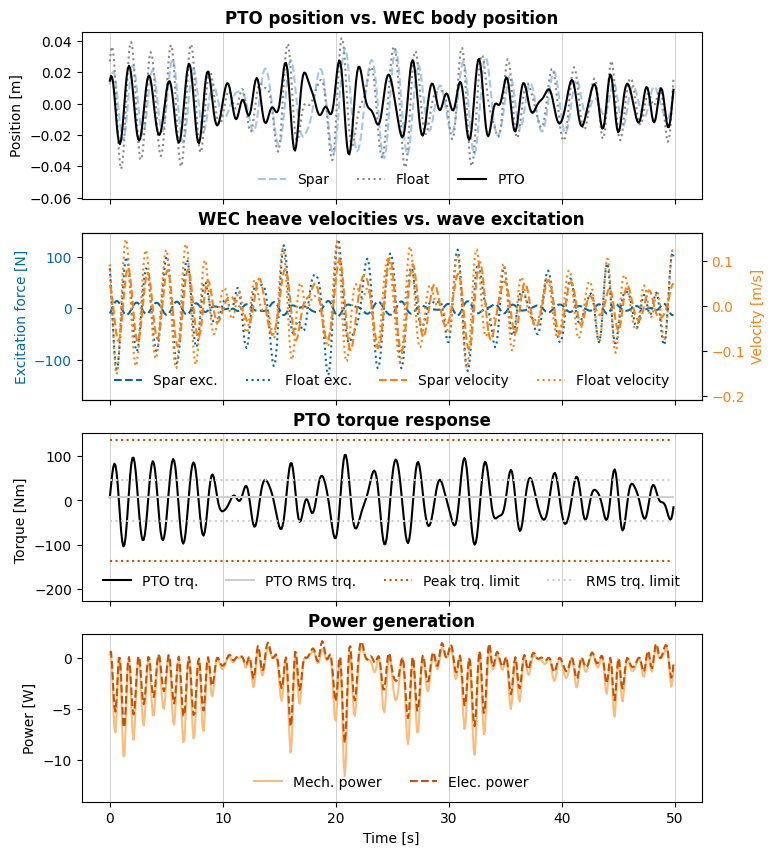 PTO position vs. WEC body position
0.04
0.02
0.00
−0.02
−0.04
−0.06
Position [m]
Spar Float PTO
WEC heave velocities vs. wave excitation
100
0
−100
Excitation force [N]
0.1
0.0
−0.1
−0.2
Velocity [m/s]
Spar exc. Float exc. Spar velocity Float velocity
PTO torque response
100
0
−100
−200
Torque [Nm]
PTO trq. PTO RMS trq. Peak trq. limit RMS trq. limit
Power generation
0
−5
−10
Power [W]
Mech. power Elec. power
0 10 20 30 40 50
Time [s]